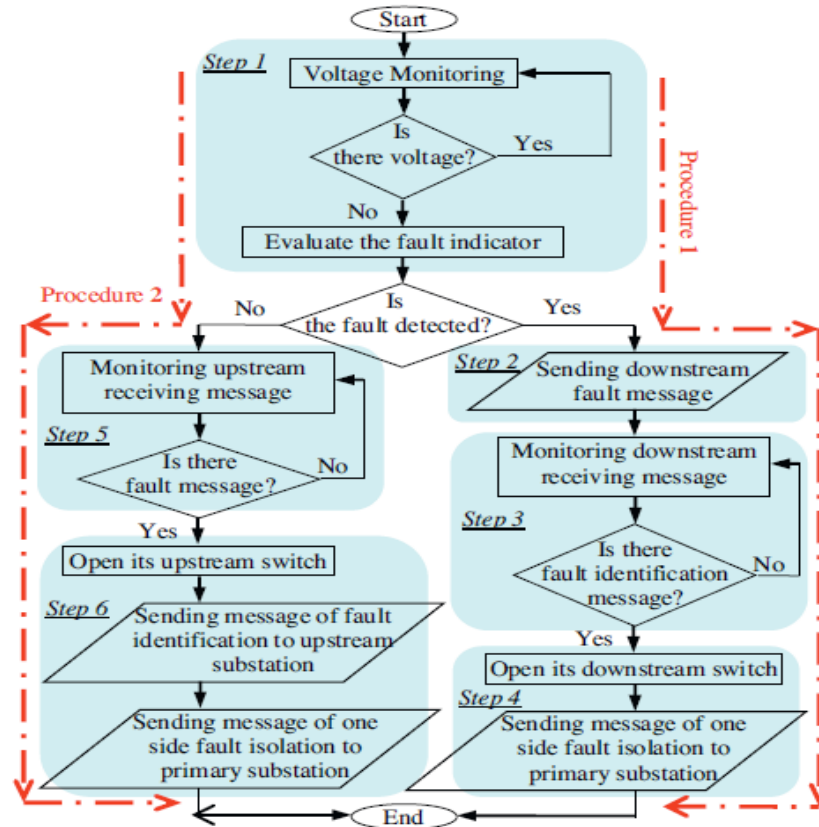 Start
Step 1
Voltage Monitoring
Is
there voltage?
Yes
No
Evaluate the fault indicator
Procedure 1
Procedure 2
Is
the fault detected?
No
Yes
Monitoring upstream
receiving message
Step 5
Is there
fault message?
No
Yes
Open its upstream switch
Step 6
Sending message of fault
identification to upstream
substation
Sending message of one
side fault isolation to
primary substation
Step 2
Sending downstream
fault message
Monitoring downstream
receiving message
Step 3
Is there
fault identification
message?
No
Yes
Open its downstream switch
Step 4
Sending message of one
side fault isolation to
primary substation
End